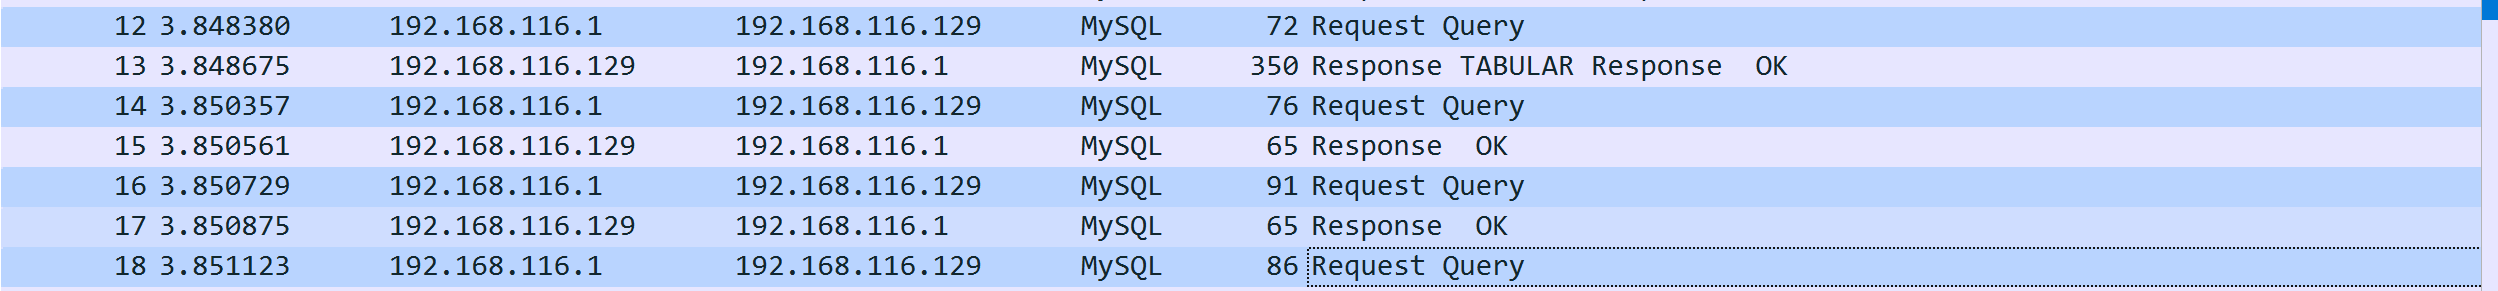 12 3.848380 192.168.116.1 192.168.116.129 MySQL 72 Request Query
13 3.848675 192.168.116.129 192.168.116.1 MySQL 350 Response TABULAR Response OK
14 3.850357 192.168.116.1 192.168.116.129 MySQL 76 Request Query
15 3.850561 192.168.116.129 192.168.116.1 MySQL 65 Response OK
16 3.850729 192.168.116.1 192.168.116.129 MySQL 91 Request Query
17 3.850875 192.168.116.129 192.168.116.1 MySQL 65 Response OK
18 3.851123 192.168.116.1 192.168.116.129 MySQL 86 Request Query